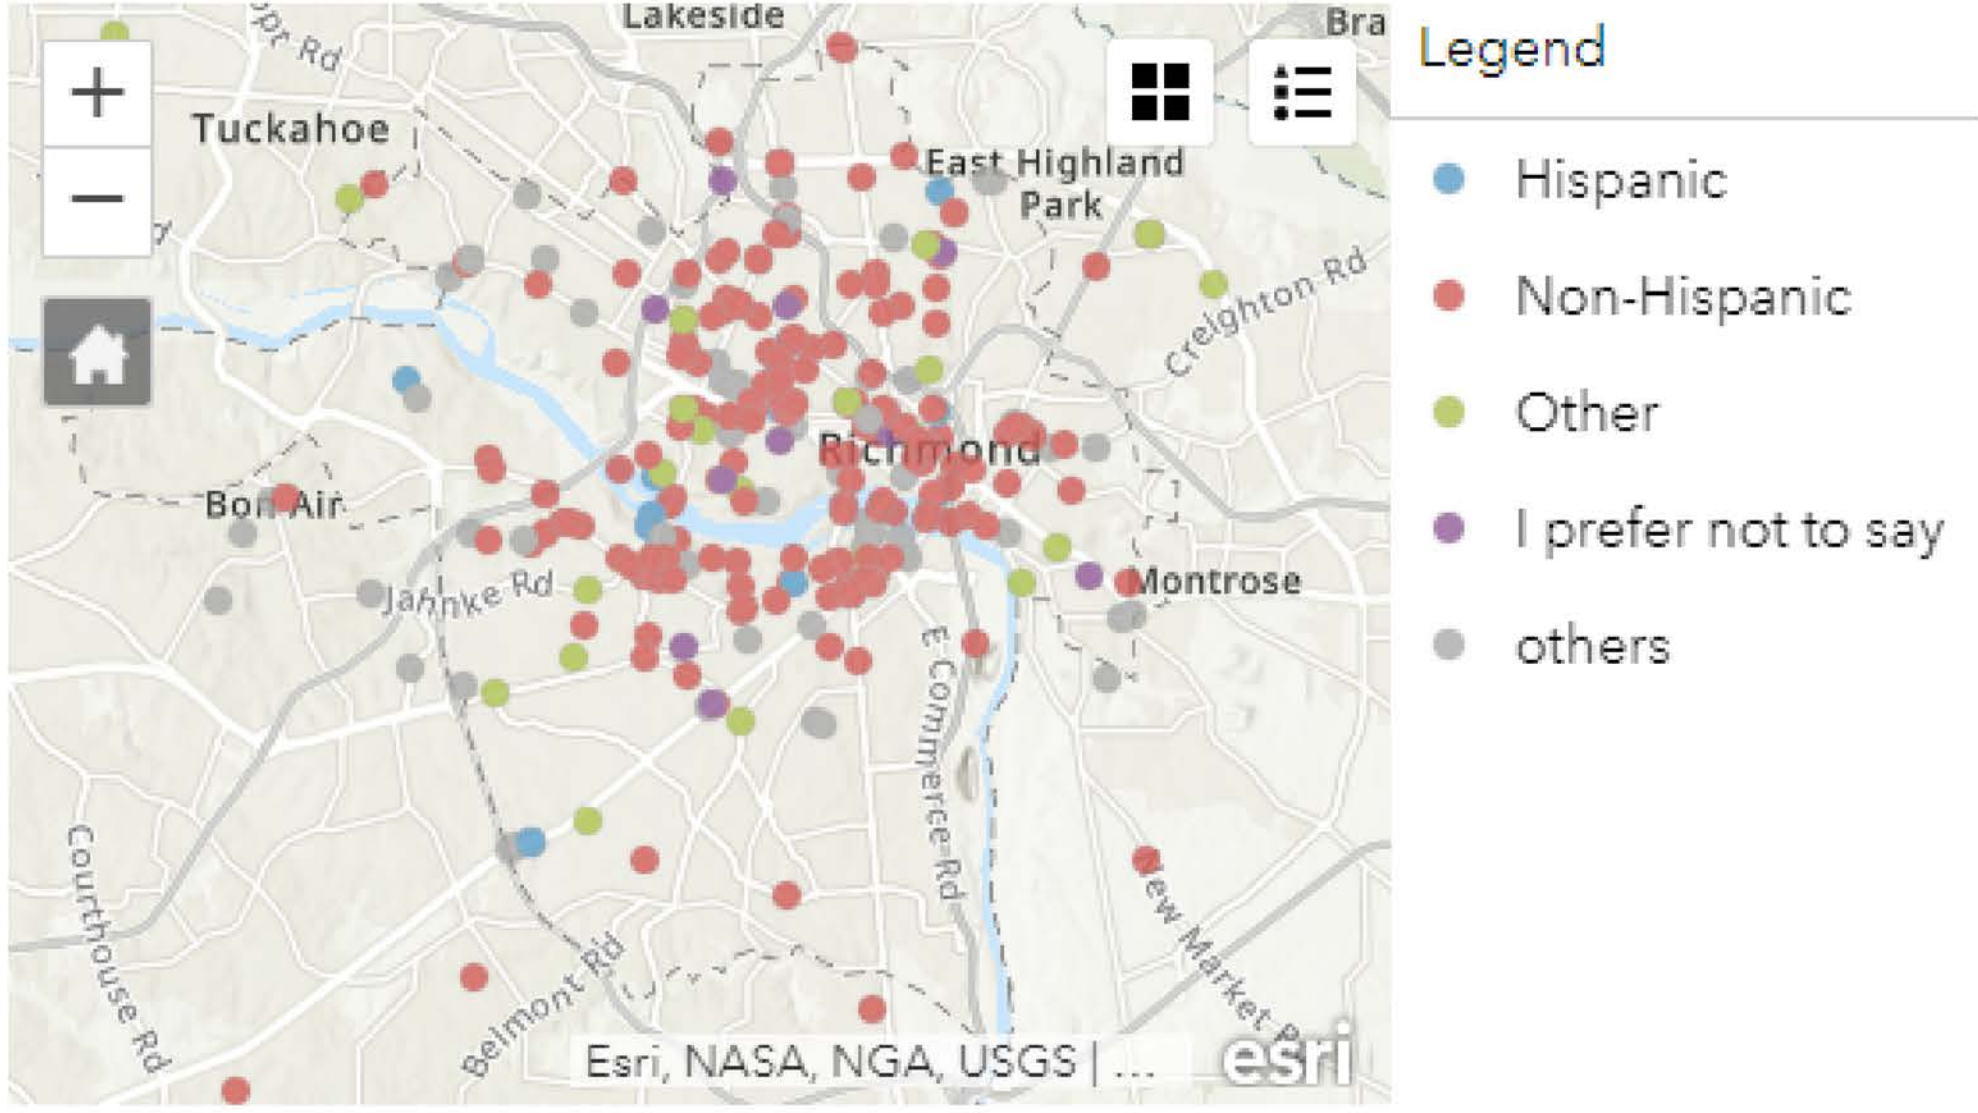 Lakeside
Bra
Legend
Tuckahoe
East Highland
Park
Hispanic
Non-Hispanic
Creighton Rd
Other
Richmond
I prefer not to say
Bon Air
Jahnke Rd
Montrose
others
E Commerce Rd
Courthouse Rd
New Market
Belmont Rd
Esri, NASA, NGA, USGS | ...
esri